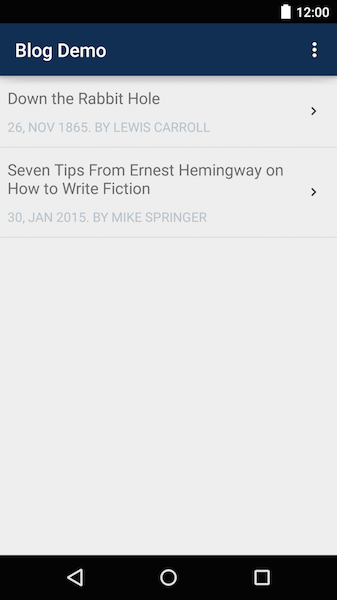 12:00
Blog Demo
Down the Rabbit Hole
26, NOV 1865. BY LEWIS CARROLL
Seven Tips From Ernest Hemingway on
How to Write Fiction
30, JAN 2015. BY MIKE SPRINGER